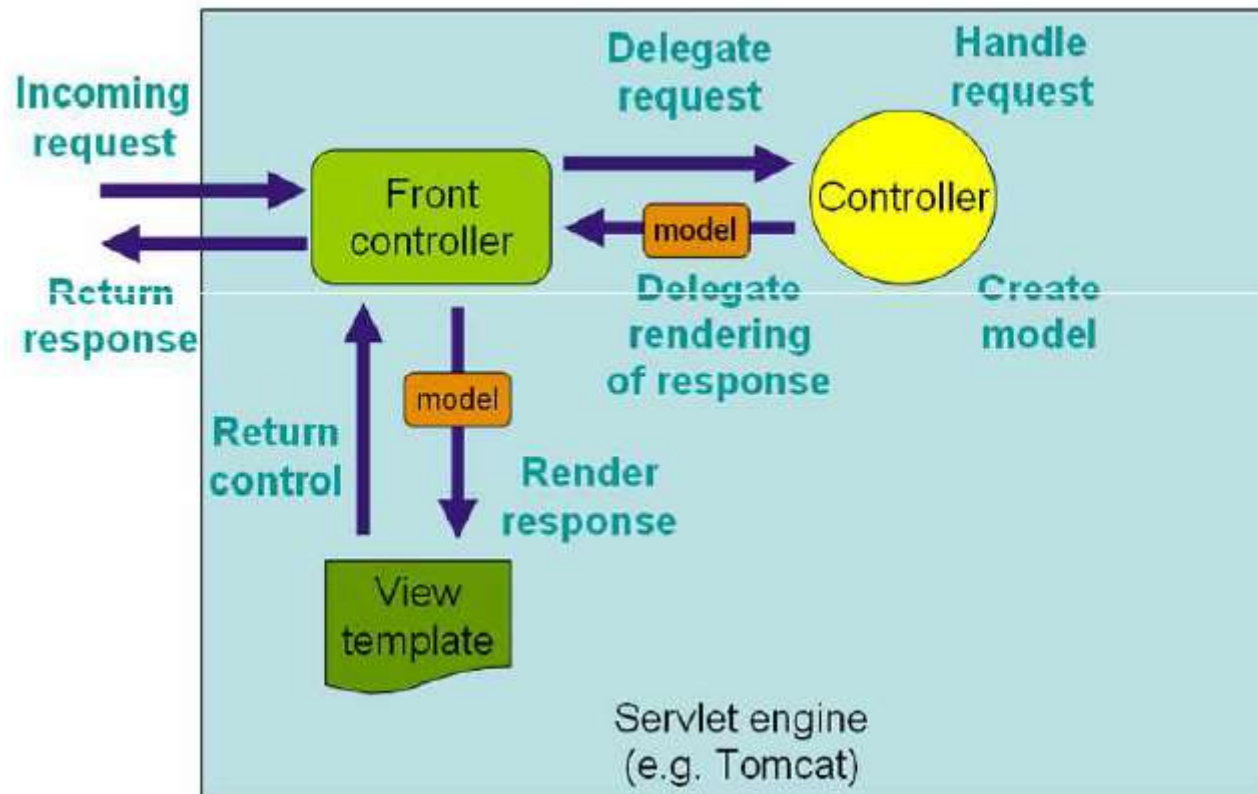 Incoming
request
Return
response
Front
controller
Delegate
request
Handle
request
Controller
model
Delegate
rendering
of response
Create
model
model
Return
control
Render
response
View
template
Servlet engine
(e.g. Tomcat)